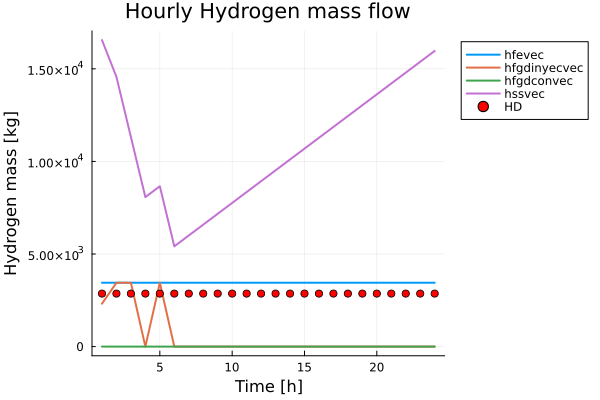 Hourly Hydrogen mass flow
Hydrogen mass [kg]
1.50×10⁴
1.00×10⁴
5.00×10³
0
5 10 15 20
Time [h]
hfevec
hfgdinyecvec
hfgdconvec
hssvec
HD